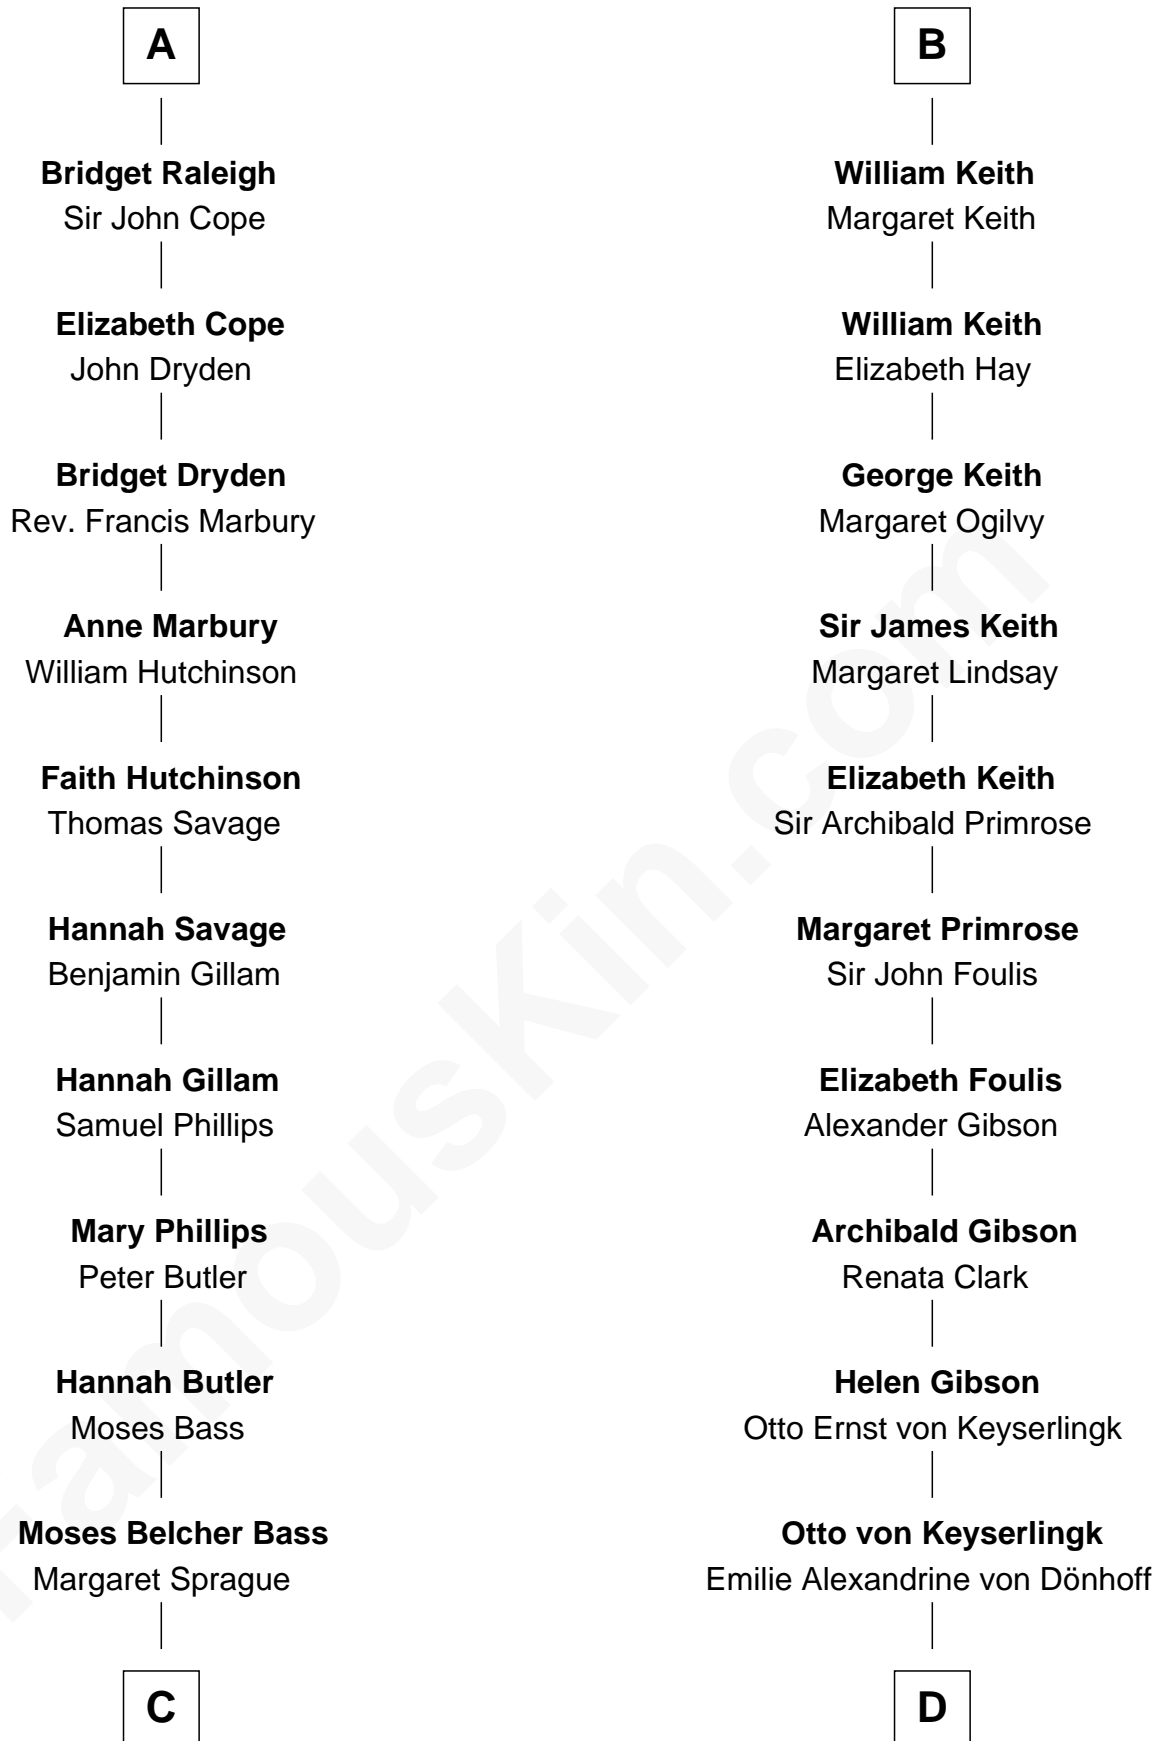 A
Bridget Raleigh
Sir John Cope
Elizabeth Cope
John Dryden
Bridget Dryden
Rev. Francis Marbury
Anne Marbury
William Hutchinson
Faith Hutchinson
Thomas Savage
Hannah Savage
Benjamin Gillam
Hannah Gillam
Samuel Phillips
Mary Phillips
Peter Butler
Hannah Butler
Moses Bass
Moses Belcher Bass
Margaret Sprague
C
B
William Keith
Margaret Keith
William Keith
Elizabeth Hay
George Keith
Margaret Ogilvy
Sir James Keith
Margaret Lindsay
Elizabeth Keith
Sir Archibald Primrose
Margaret Primrose
Sir John Foulis
Elizabeth Foulis
Alexander Gibson
Archibald Gibson
Renata Clark
Helen Gibson
Otto Ernst von Keyserlingk
Otto von Keyserlingk
Emilie Alexandrine von Dönhoff
D
FamousKin.com